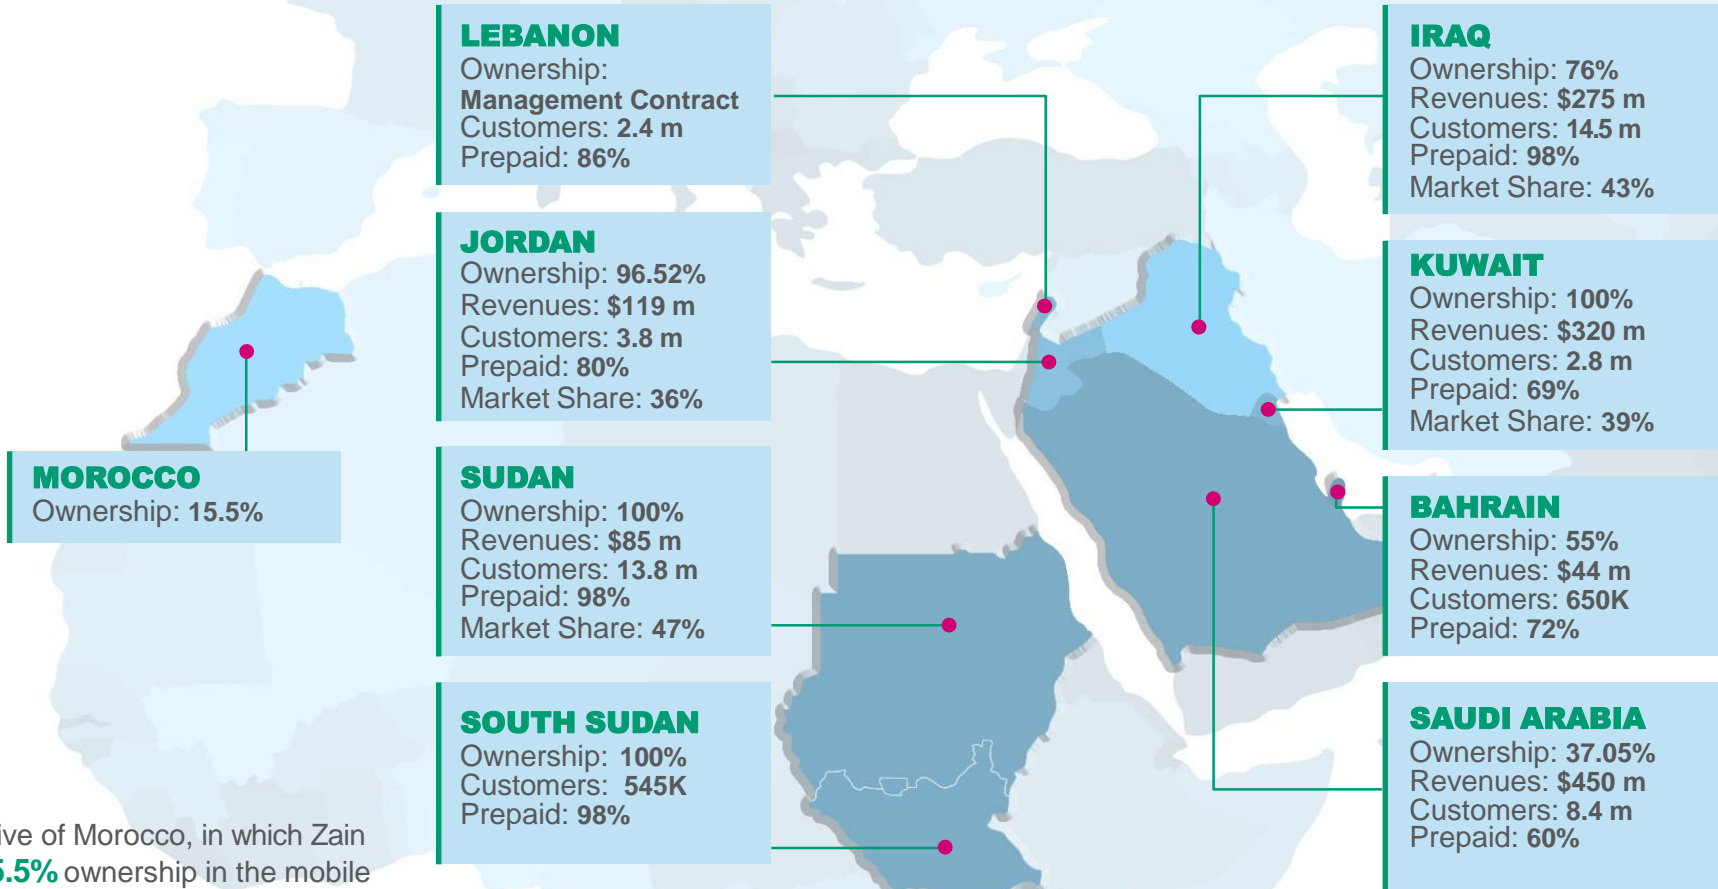 LEBANON
Ownership:
Management Contract
Customers: 2.4 m
Prepaid: 86%
JORDAN
Ownership: 96.52%
Revenues: $119 m
Customers: 3.8 m
Prepaid: 80%
Market Share: 36%
MOROCCO
Ownership: 15.5%
SUDAN
Ownership: 100%
Revenues: $85 m
Customers: 13.8 m
Prepaid: 98%
Market Share: 47%
SOUTH SUDAN
Ownership: 100%
Customers: 545K
Prepaid: 98%
IRAQ
Ownership: 76%
Revenues: $275 m
Customers: 14.5 m
Prepaid: 98%
Market Share: 43%
KUWAIT
Ownership: 100%
Revenues: $320 m
Customers: 2.8 m
Prepaid: 69%
Market Share: 39%
BAHRAIN
Ownership: 55%
Revenues: $44 m
Customers: 650K
Prepaid: 72%
SAUDI ARABIA
Ownership: 37.05%
Revenues: $450 m
Customers: 8.4 m
Prepaid: 60%
of Morocco, in which Zain
5.5% ownership in the mobile